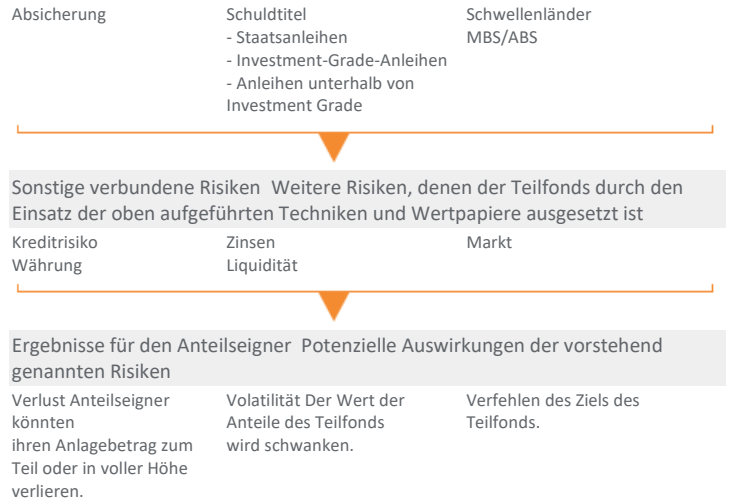 Absicherung
Schuldtitel
- Staatsanleihen
- Investment-Grade-Anleihen
- Anleihen unterhalb von
Investment Grade
Schwellenländer
MBS/ABS
Sonstige verbundene Risiken Weitere Risiken, denen der Teilfonds durch den
Einsatz der oben aufgeführten Techniken und Wertpapiere ausgesetzt ist
Kreditrisiko
Währung
Zinsen
Liquidität
Markt
Ergebnisse für den Anteilseigner Potenzielle Auswirkungen der vorstehend
genannten Risiken
Verlust Anteilseigner
könnten
ihren Anlagebetrag zum
Teil oder in voller Höhe
verlieren.
Volatilität Der Wert der
Anteile des Teilfonds
wird schwanken.
Verfehlen des Ziels des
Teilfonds.